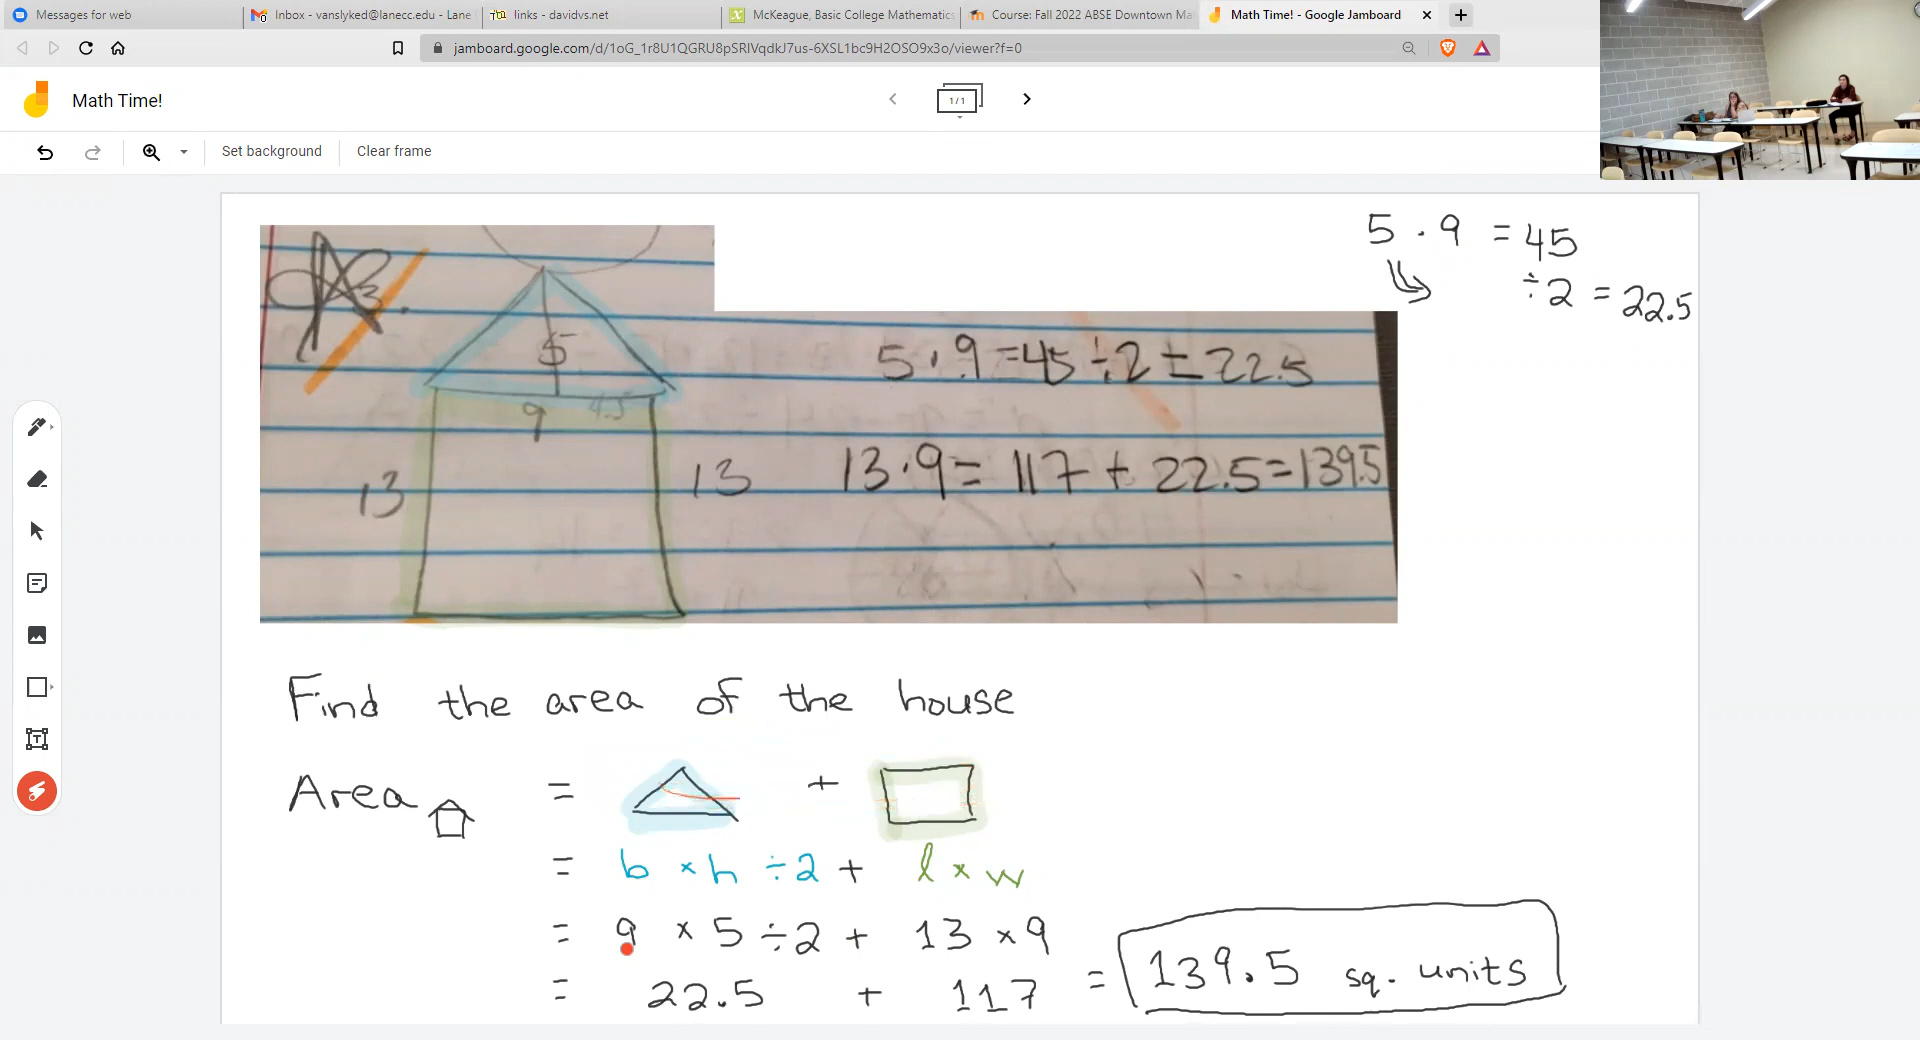 Messages for web
Inbox - vanslyked@lanecc.edu - Lane
links - davidvs.net
McKeague, Basic College Mathematics
Course: Fall 2022 ABSE Downtown Ma
Math Time! - Google Jamboard
jamboard.google.com/d/1oG_1r8U1QGRU8pSRlVqdkJ7us-6XSL1bc9H2OSO9x3o/viewer?f=0
Math Time!
1/1
Set background
Clear frame
5 · 9 = 45
÷2 = 22.5
5
9 4.5
13
13
5 · 9 = 45 ÷ 2 = 22.5
13 · 9 = 117 + 22.5 = 139.5
Find the area of the house
Area = +
= b × h ÷2 + l × w
= 9 × 5 ÷2 + 13 × 9
= 22.5 + 117 = 139.5 sq. units